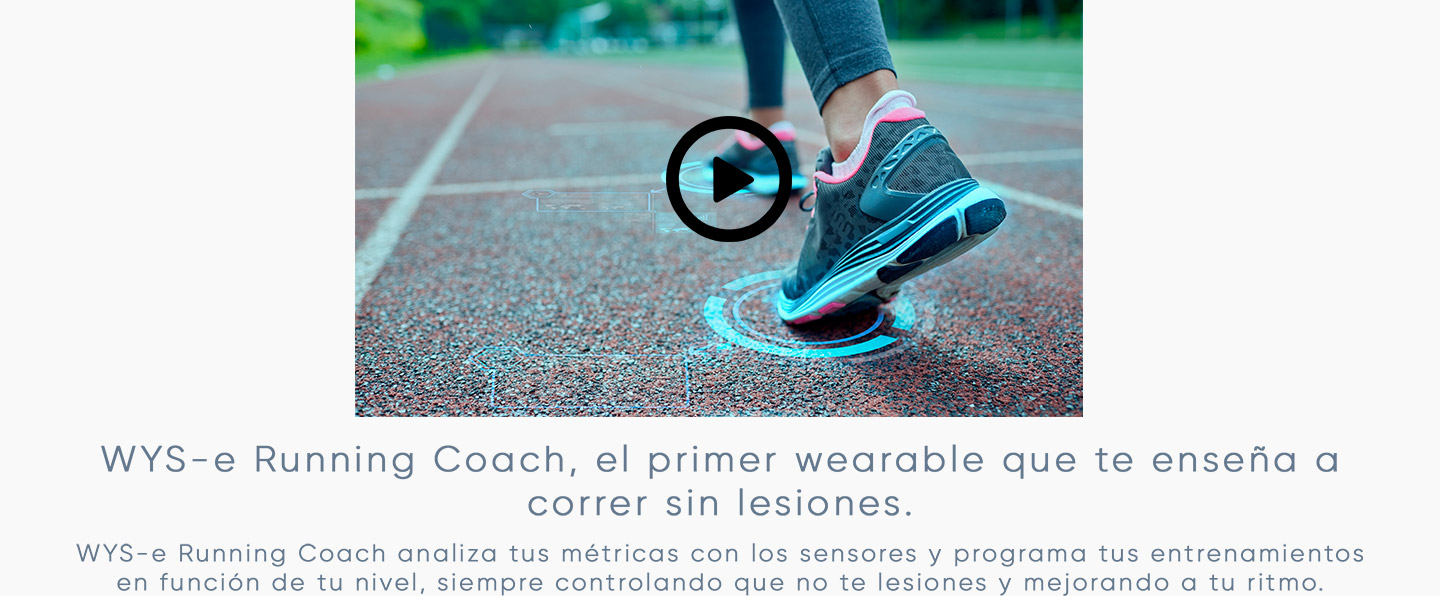 WYS-e Running Coach, el primer wearable que te enseña a
correr sin lesiones.
WYS-e Running Coach analiza tus métricas con los sensores y programa tus entrenamientos
en función de tu nivel, siempre controlando que no te lesiones y mejorando a tu ritmo.